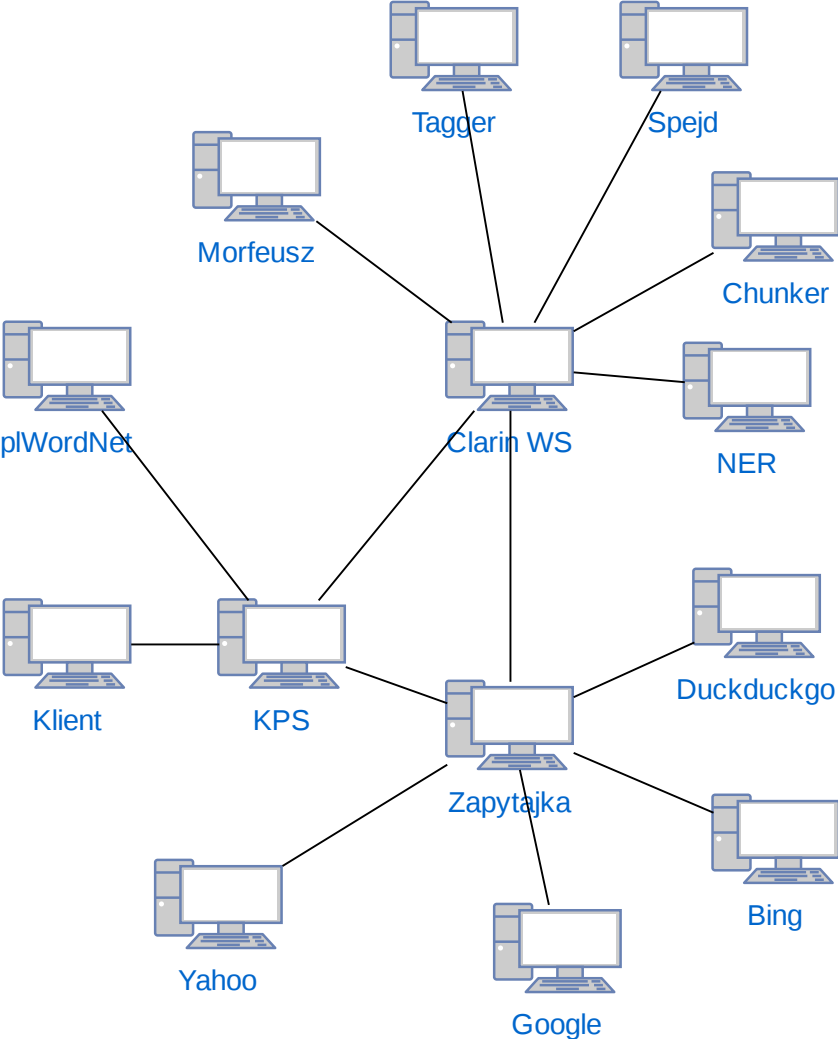 Tagger
Spejd
Morfeusz
Chunker
plWordNet
Clarin WS
NER
Duckduckgo
Klient
KPS
Zapytajka
Bing
Yahoo
Google